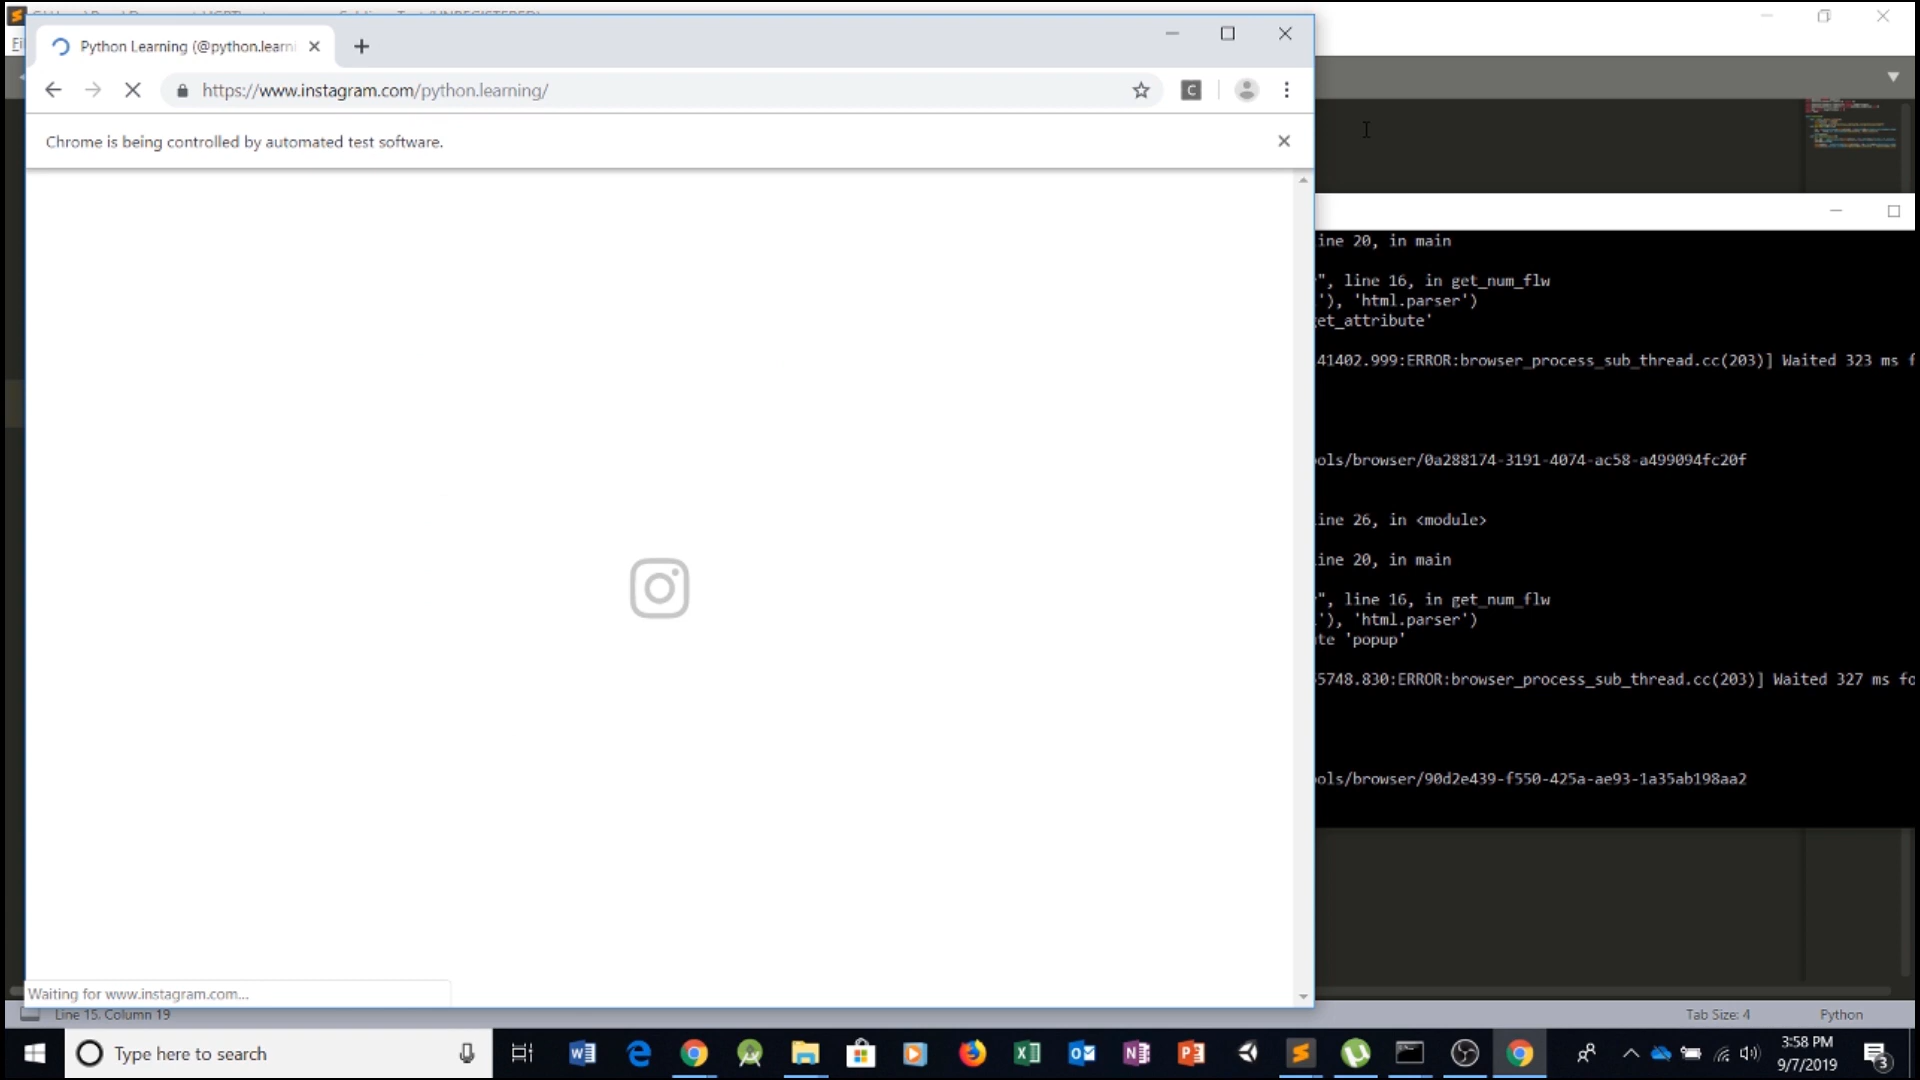 Python Learning (@python.learni
https://www.instagram.com/python.learning/
C
Chrome is being controlled by automated test software.
ine 20, in main
", line 16, in get_num_flw
'), 'html.parser')
et_attribute'
41402.999:ERROR:browser_process_sub_thread.cc(203)] Waited 323 ms f
ols/browser/0a288174-3191-4074-ac58-a499094fc20f
ine 26, in <module>
ine 20, in main
", line 16, in get_num_flw
'), 'html.parser')
te 'popup'
5748.830:ERROR:browser_process_sub_thread.cc(203)] Waited 327 ms fo
ols/browser/90d2e439-f550-425a-ae93-1a35ab198aa2
Waiting for www.instagram.com...
Line 15, Column 19
Tab Size: 4
Python
Type here to search
3:58 PM
9/7/2019
3